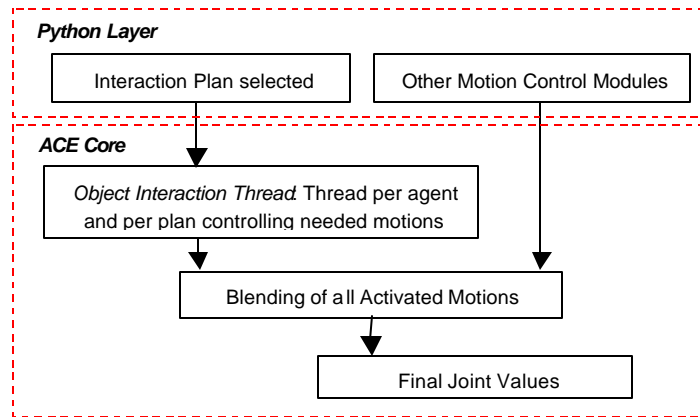 Python Layer
Interaction Plan selected
Other Motion Control Modules
ACE Core
Object Interaction Thread: Thread per agent
and per plan controlling needed motions
Blending of all Activated Motions
Final Joint Values